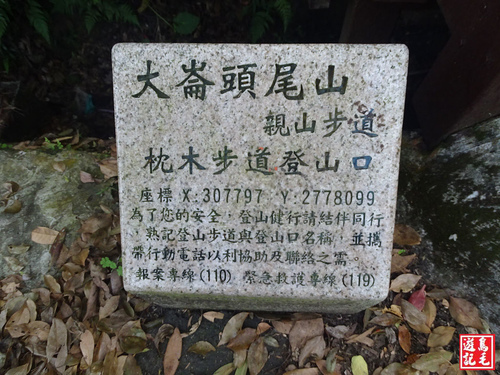 大崙頭尾山
親山步道
枕木步道登山口
座標 X:307797 Y:2778099
為了您的安全，登山健行請結伴同行
，熟記登山步道與登山口名稱，並攜
帶行動電話以利協助及聯絡之需。
報案專線(110) 緊急救護專線(119)
鳥毛
遊記